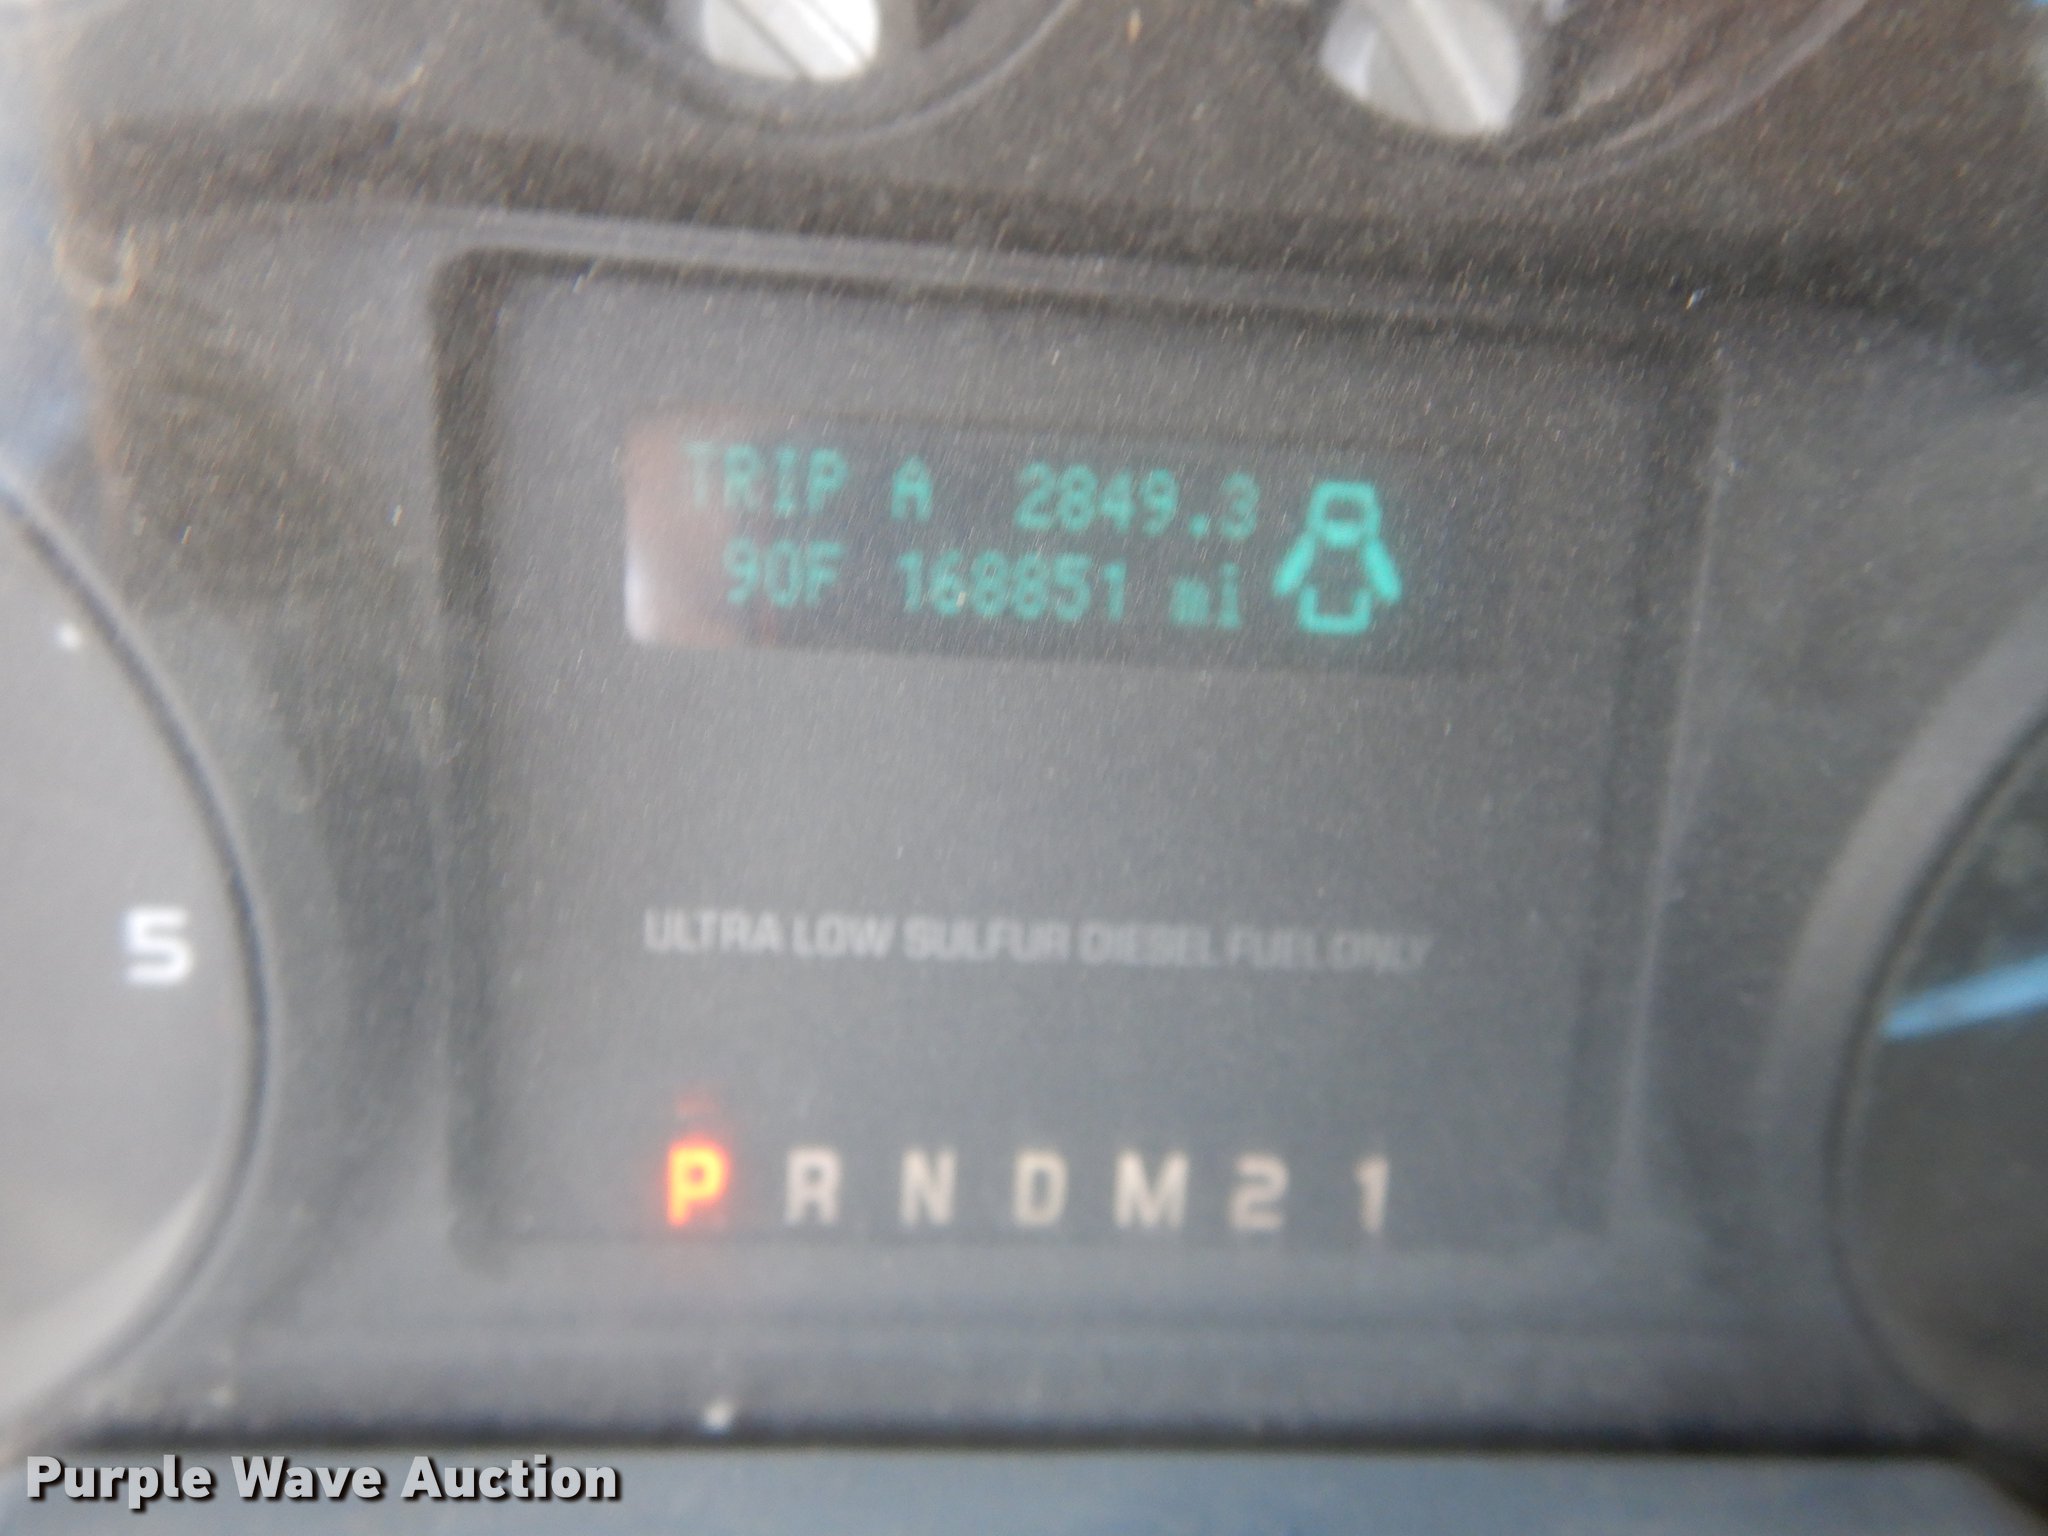 TRIP A 2849.3
90F 168851 mi
5
ULTRA LOW SULFUR DIESEL FUEL ONLY
P R N D M 2 1
Purple Wave Auction